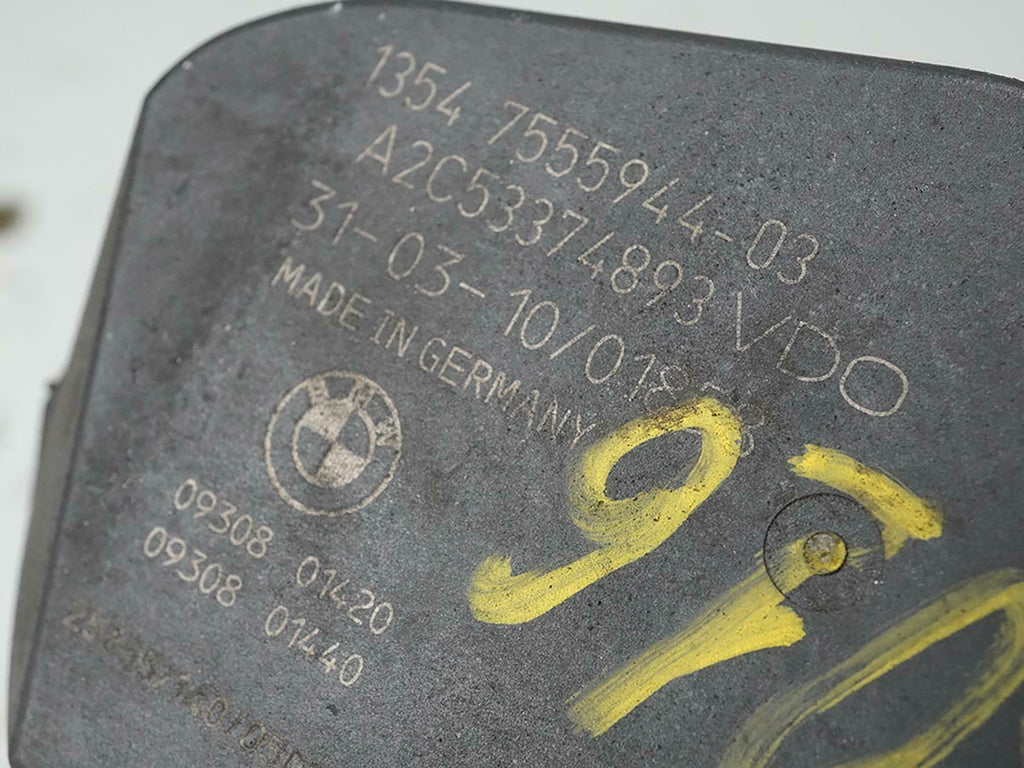 1354 7555944-03
A2C53374893 VDO
31-03-10/018
MADE IN GERMANY
BMW
09308 01420
09308 01440